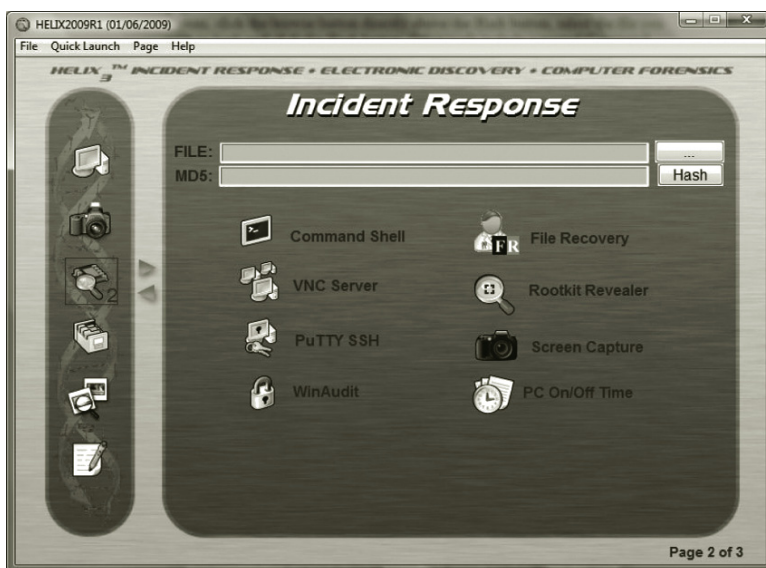 HELIX2009R1 (01/06/2009)
File Quick Launch Page Help
HELIX3™ INCIDENT RESPONSE • ELECTRONIC DISCOVERY • COMPUTER FORENSICS
Incident Response
FILE: ...
MD5: Hash
Command Shell File Recovery
FR
VNC Server Rootkit Revealer
2
PuTTY SSH Screen Capture
WinAudit PC On/Off Time
Page 2 of 3